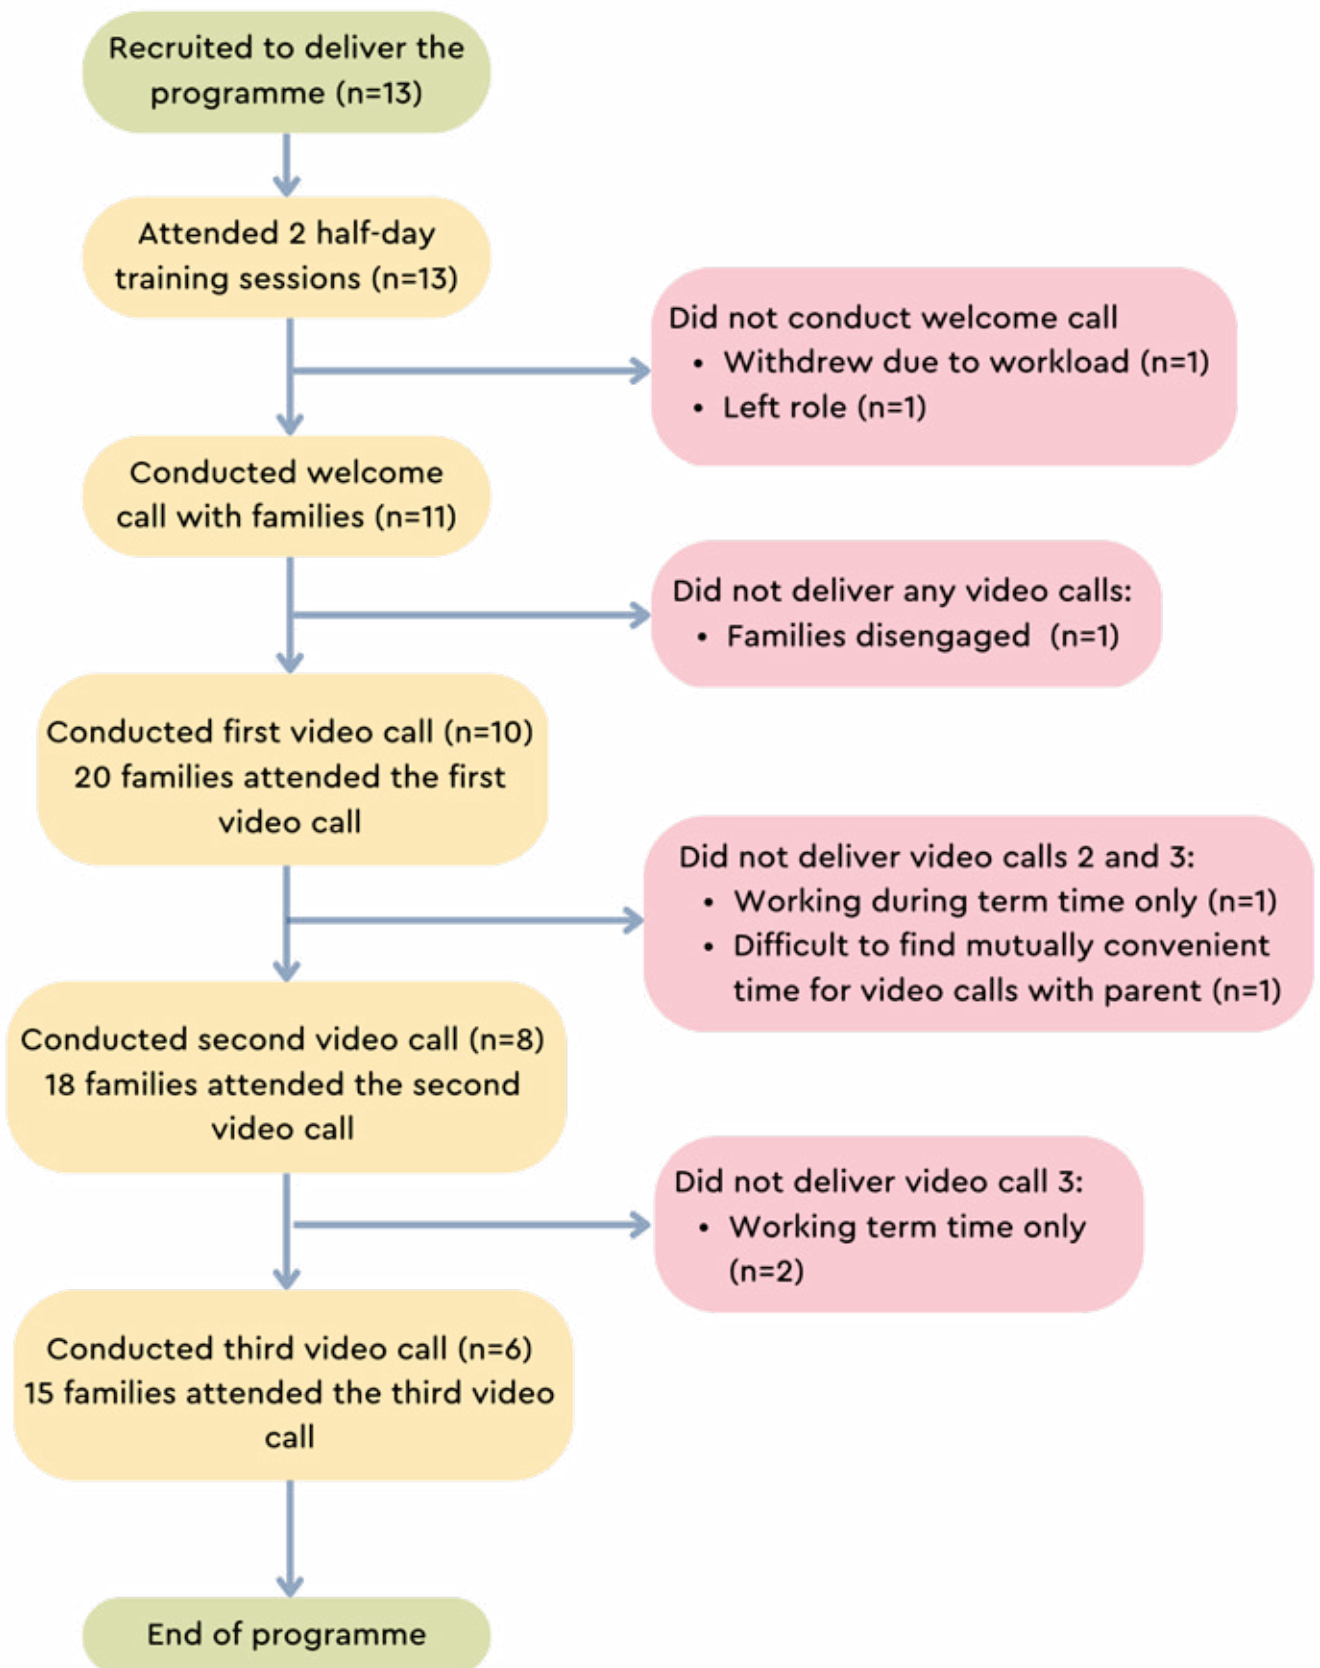 Recruited to deliver the
programme (n=13)
Attended 2 half-day
training sessions (n=13)
Did not conduct welcome call
• Withdrew due to workload (n=1)
• Left role (n=1)
Conducted welcome
call with families (n=11)
Did not deliver any video calls:
• Families disengaged (n=1)
Conducted first video call (n=10)
20 families attended the first
video call
Did not deliver video calls 2 and 3:
• Working during term time only (n=1)
• Difficult to find mutually convenient
time for video calls with parent (n=1)
Conducted second video call (n=8)
18 families attended the second
video call
Did not deliver video call 3:
• Working term time only
(n=2)
Conducted third video call (n=6)
15 families attended the third video
call
End of programme